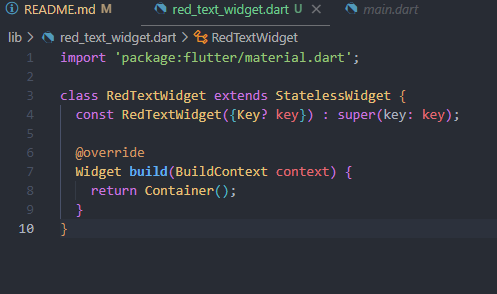 README.md M red_text_widget.dart U main.dart
lib > red_text_widget.dart > RedTextWidget
1 import 'package:flutter/material.dart';
2
3 class RedTextWidget extends StatelessWidget {
4 const RedTextWidget({Key? key}) : super(key: key);
5
6 @override
7 Widget build(BuildContext context) {
8 return Container();
9 }
10 }